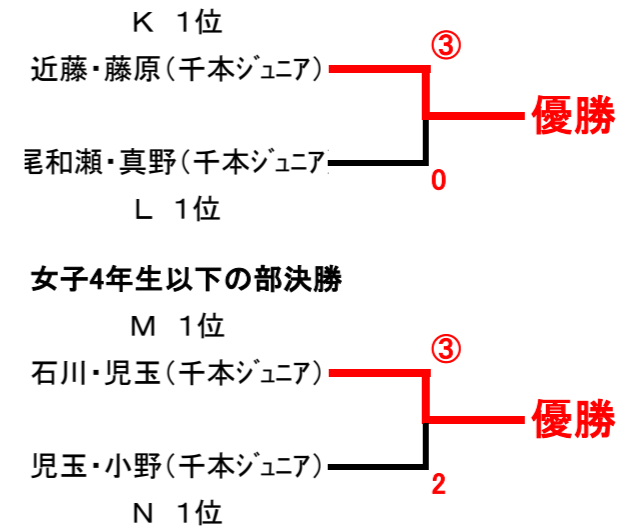 K 1位
③
近藤・藤原(千本ｼﾞｭﾆｱ)
優勝
尾和瀬・真野(千本ｼﾞｭﾆｱ
0
L 1位
女子4年生以下の部決勝
M 1位
③
石川・児玉(千本ｼﾞｭﾆｱ)
優勝
児玉・小野(千本ｼﾞｭﾆｱ)
2
N 1位